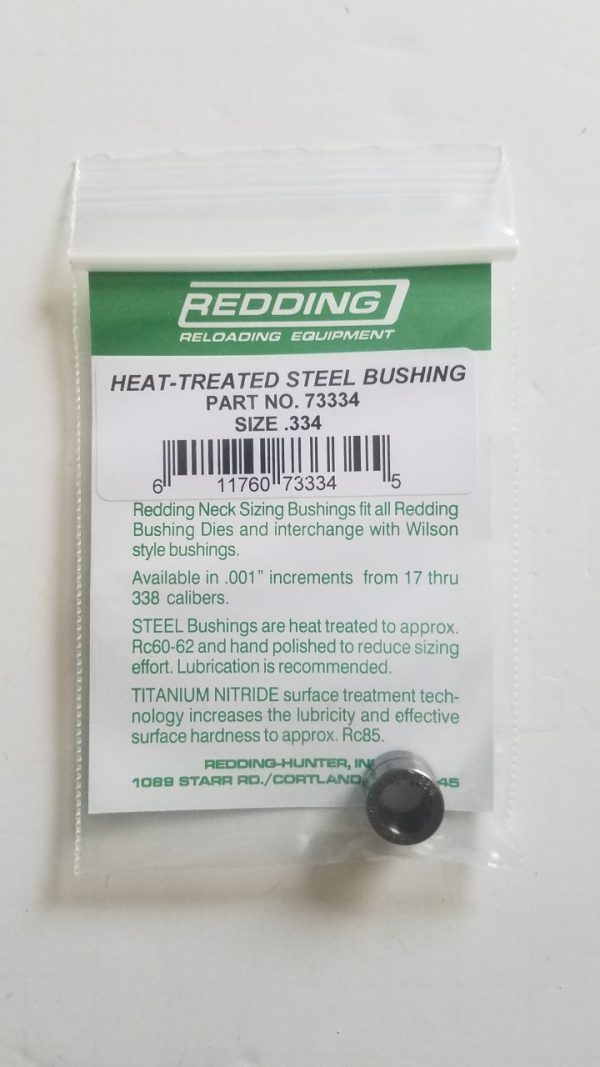 REDDING
RELOADING EQUIPMENT
HEAT-TREATED STEEL BUSHING
PART NO. 73334
SIZE .334
6 11760 73334 5
Redding Neck Sizing Bushings fit all Redding
Bushing Dies and interchange with Wilson
style bushings.
Available in .001" increments from 17 thru
338 calibers.
STEEL Bushings are heat treated to approx.
Rc60-62 and hand polished to reduce sizing
effort. Lubrication is recommended.
TITANIUM NITRIDE surface treatment tech-
nology increases the lubricity and effective
surface hardness to approx. Rc85.
REDDING-HUNTER,
1089 STARR RD./CORTLAND,